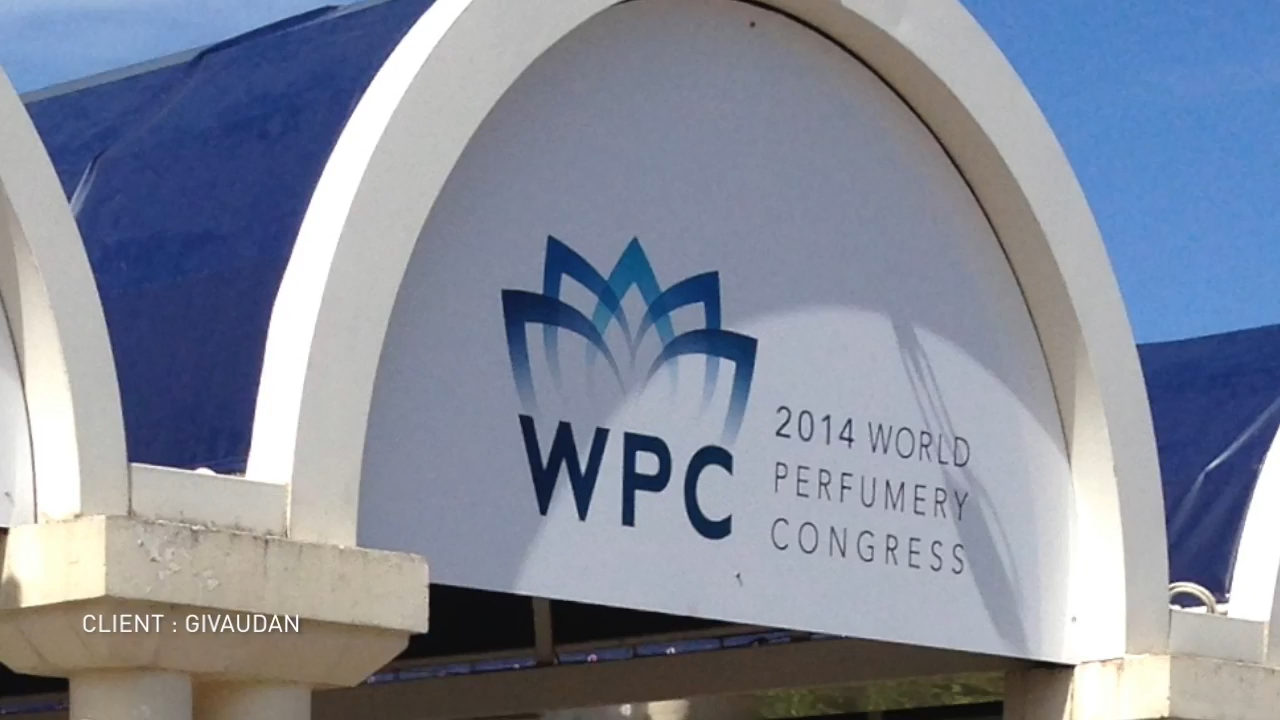 WPC
2014 WORLD
PERFUMERY
CONGRESS
CLIENT : GIVAUDAN